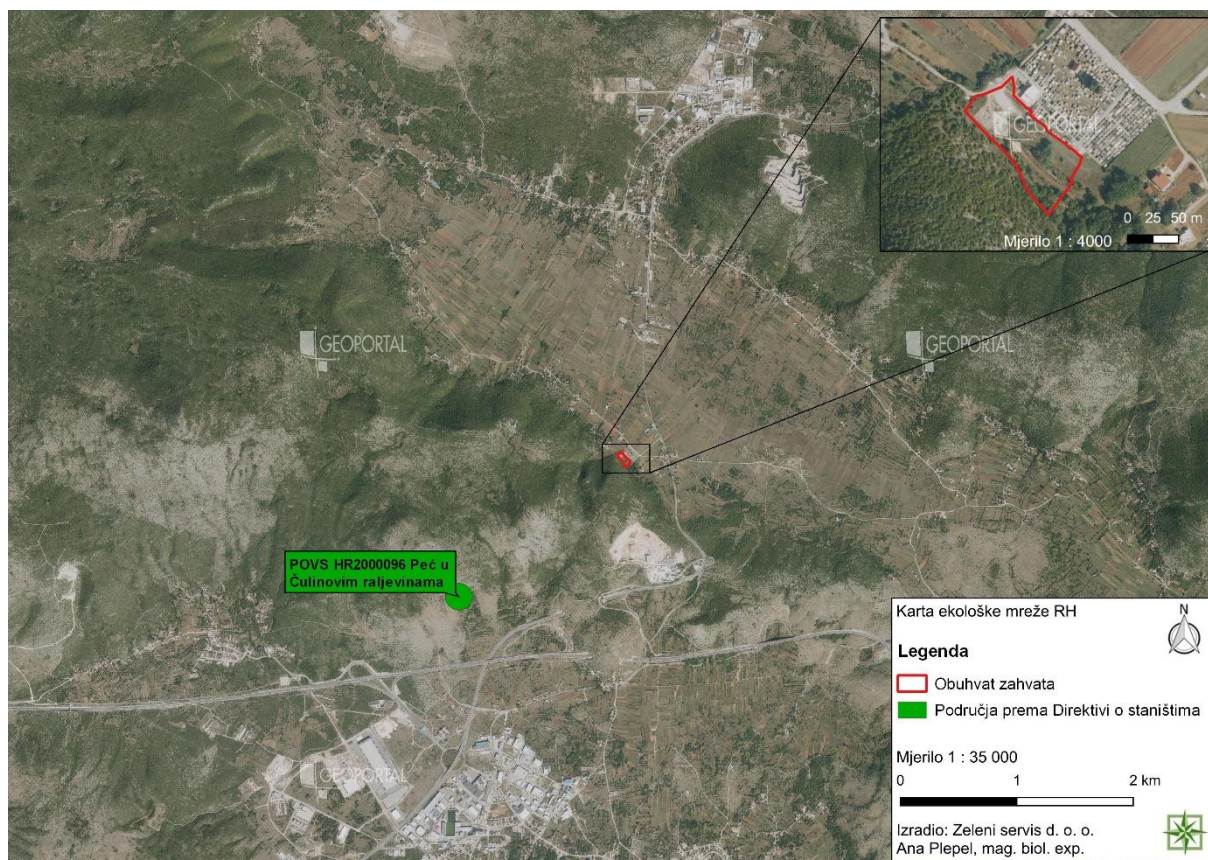 GEOPORTAL
0 25 50 m
Mjerilo 1 : 4000
GEOPORTAL
GEOPORTAL
POVS HR2000096 Peć u
Čulinovim raljevinama
GEOPORTAL
Karta ekološke mreže RH
N
Legenda
Obuhvat zahvata
Područja prema Direktivi o staništima
Mjerilo 1 : 35 000
0 1 2 km
Izradio: Zeleni servis d. o. o.
Ana Plepel, mag. biol. exp.